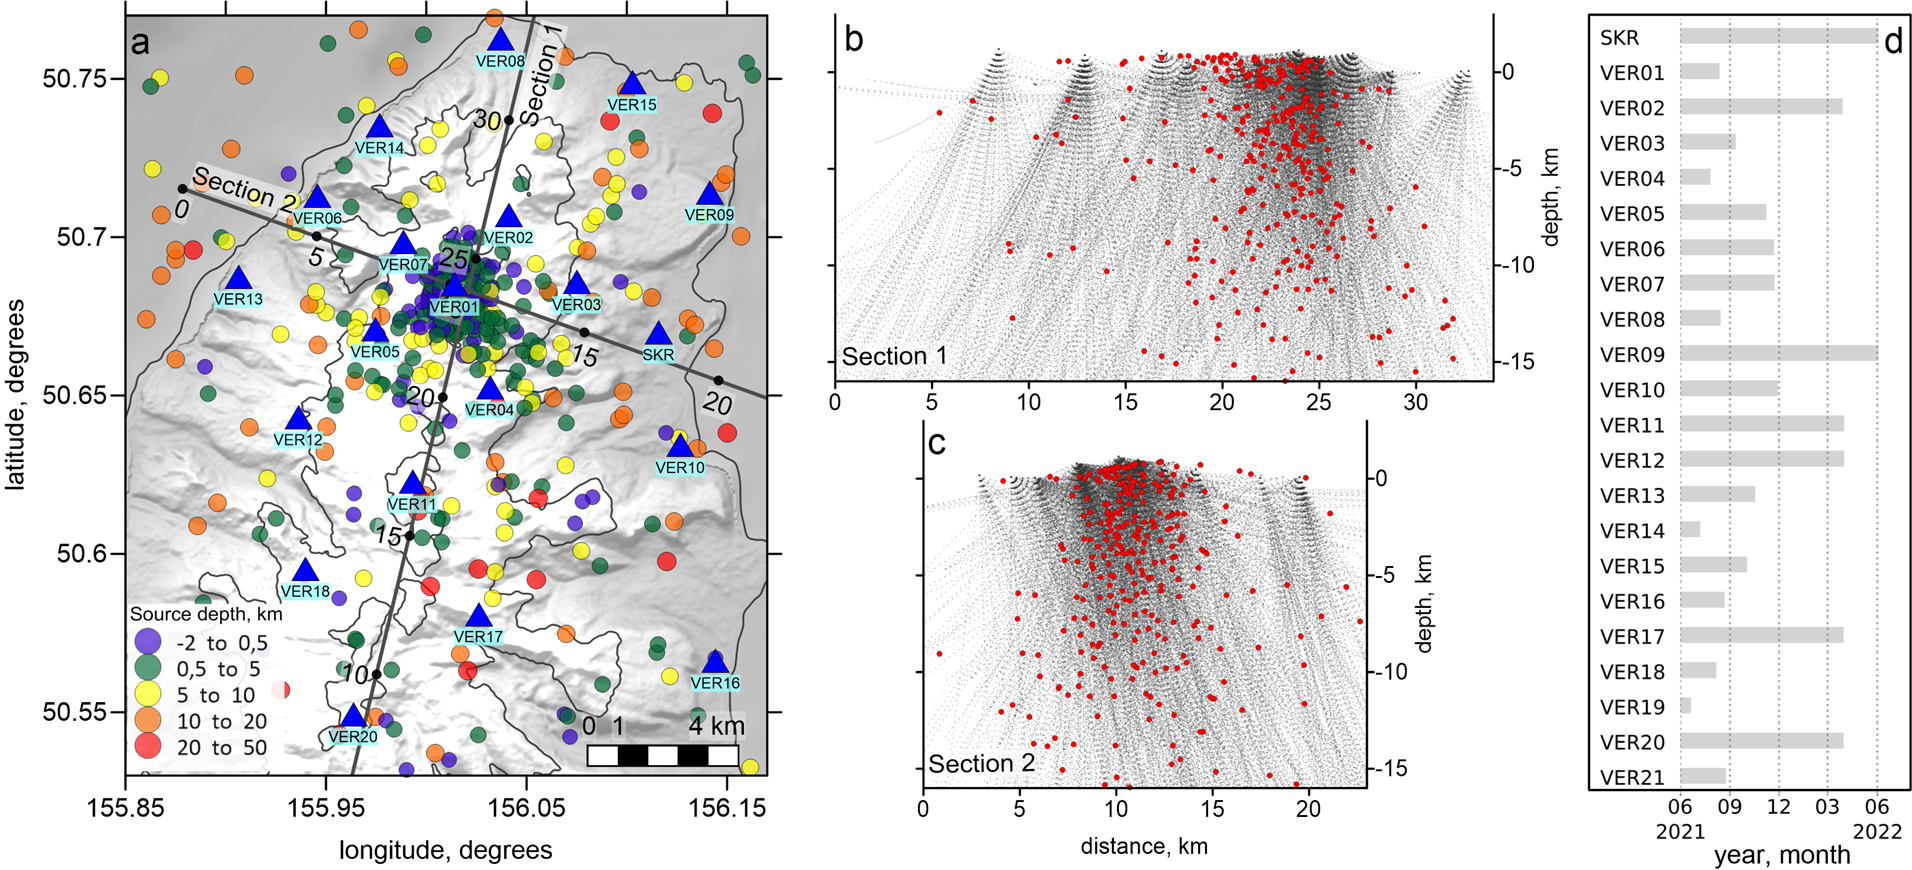 a
50.75
50.7
50.65
50.6
50.55
latitude, degrees
155.85
155.95
156.05
156.15
longitude, degrees
VER08
Section 1
VER15
30
VER14
Section 2
0
VER06
5
VER02
VER09
VER07
25
VER13
VER01
VER03
15
VER05
SKR
20
VER04
20
VER12
VER10
VER11
15
VER18
VER17
10
VER16
VER20
Source depth, km
-2 to 0,5
0,5 to 5
5 to 10
10 to 20
20 to 50
0 1 4 km
b
0
-5
-10
-15
depth, km
Section 1
0 5 10 15 20 25 30
c
0
-5
-10
-15
depth, km
Section 2
0 5 10 15 20
distance, km
d
SKR
VER01
VER02
VER03
VER04
VER05
VER06
VER07
VER08
VER09
VER10
VER11
VER12
VER13
VER14
VER15
VER16
VER17
VER18
VER19
VER20
VER21
06 09 12 03 06
2021 2022
year, month